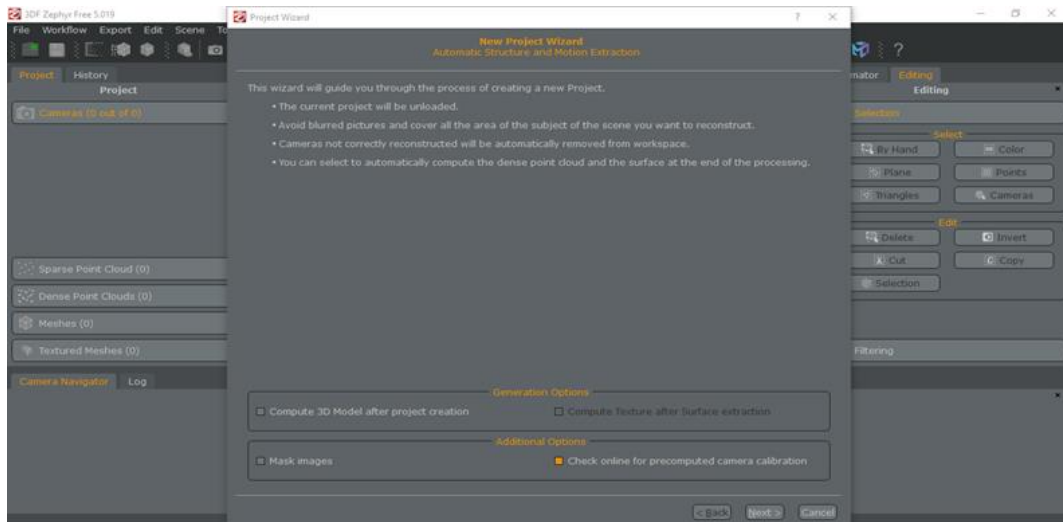 3DF Zephyr Free 5.019
File Workflow Export Edit Scene To
Project History
Project
Cameras (0 out of 0)
Sparse Point Cloud (0)
Dense Point Clouds (0)
Meshes (0)
Textured Meshes (0)
Camera Navigator Log
Project Wizard ? ×
New Project Wizard
Automatic Structure and Motion Extraction
This wizard will guide you through the process of creating a new Project.
• The current project will be unloaded.
• Avoid blurred pictures and cover all the area of the subject of the scene you want to reconstruct.
• Cameras not correctly reconstructed will be automatically removed from workspace.
• You can select to automatically compute the dense point cloud and the surface at the end of the processing.
Generation Options
Compute 3D Model after project creation Compute Texture after Surface extraction
Additional Options
Mask images Check online for precomputed camera calibration
< Back Next > Cancel
?
mator Editing
Editing
Selection
Select
By Hand Color
Plane Points
Triangles Cameras
Edit
Delete Invert
Cut Copy
Selection
Filtering